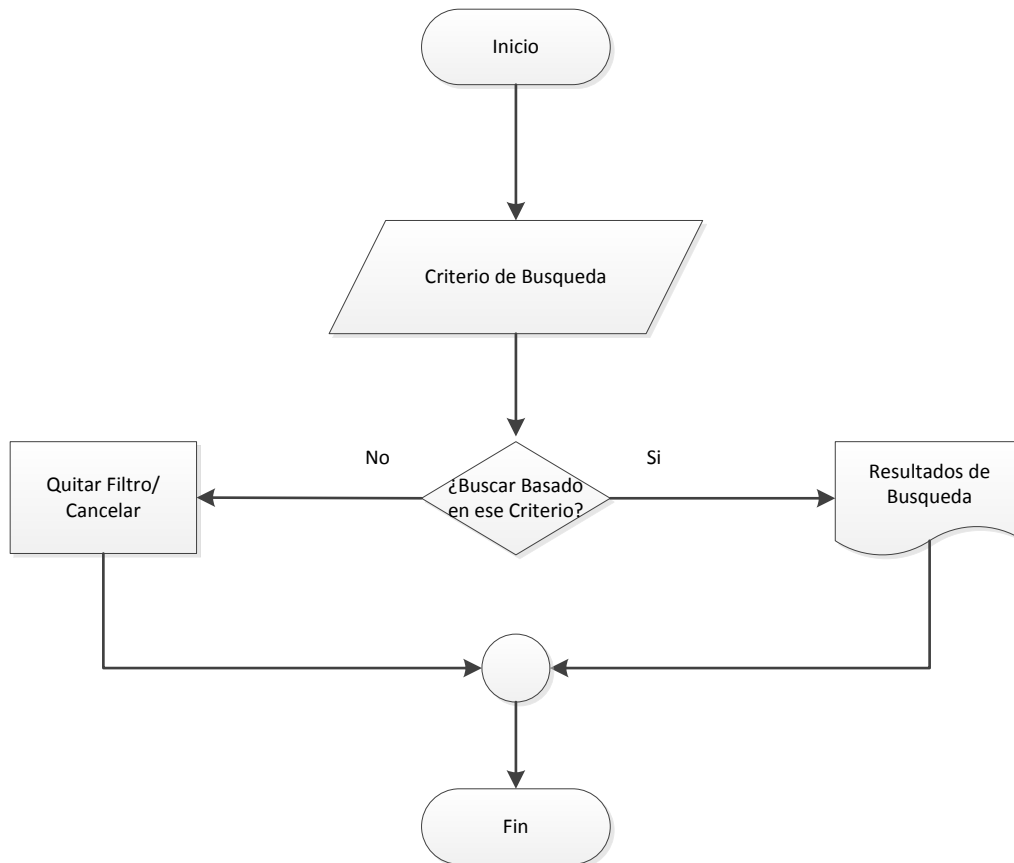 Inicio
Criterio de Busqueda
No
Si
Quitar Filtro/
Cancelar
¿Buscar Basado
en ese Criterio?
Resultados de
Busqueda
Fin